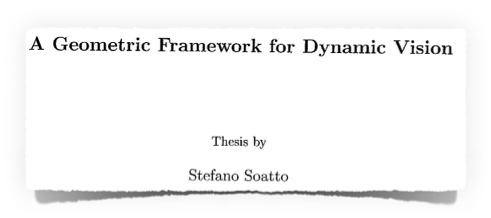 A Geometric Framework for Dynamic Vision
Thesis by
Stefano Soatto